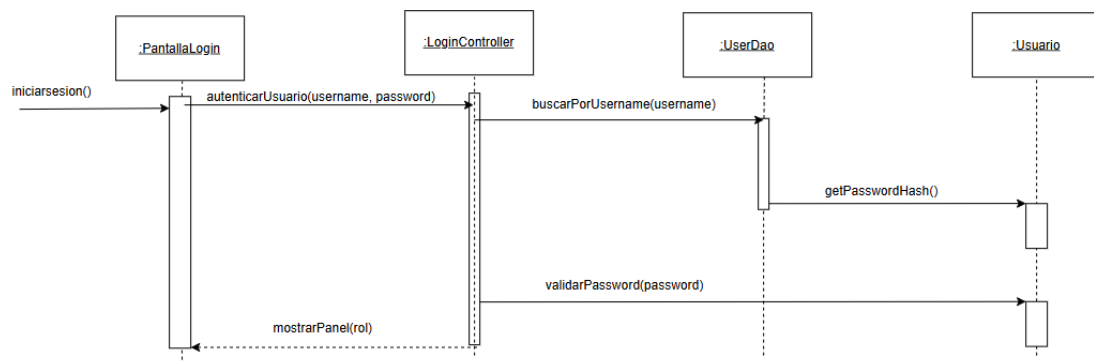 :PantallaLogin
:LoginController
:UserDao
:Usuario
iniciarsesion()
autenticarUsuario(username, password)
buscarPorUsername(username)
getPasswordHash()
validarPassword(password)
mostrarPanel(rol)